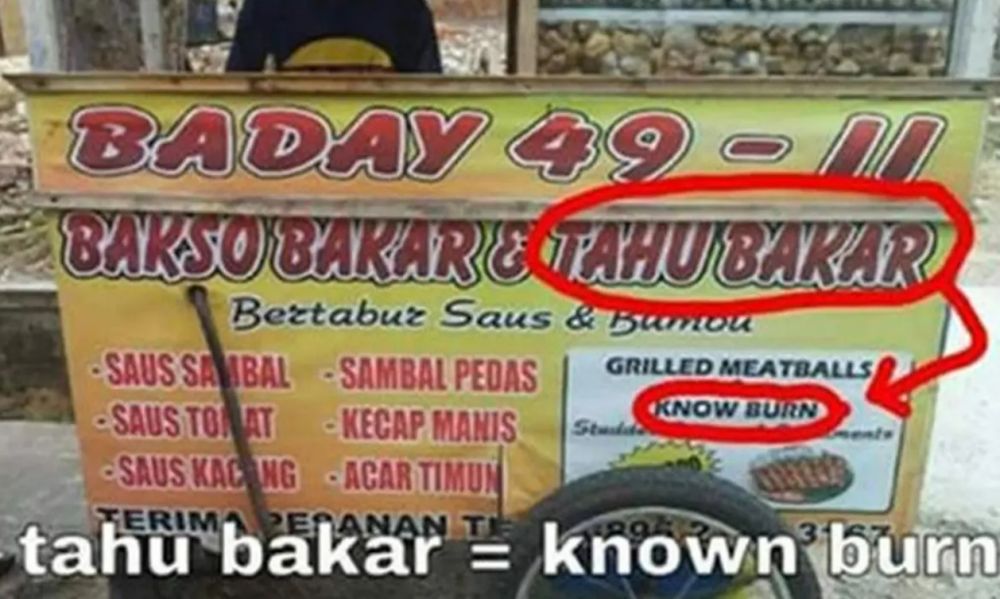 BADAY 49 - II
BAKSO BAKAR & TAHU BAKAR
Bertabur Saus & Bumbu
- SAUS SAMBAL - SAMBAL PEDAS
- SAUS TOMAT - KECAP MANIS
- SAUS KACANG - ACAR TIMUN
GRILLED MEATBALLS
KNOW BURN
TERIMA PESANAN
tahu bakar = known burn